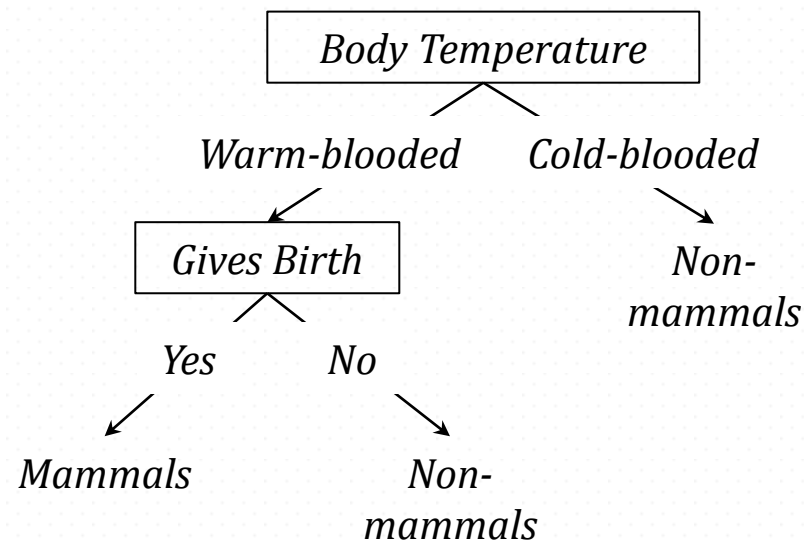 Body Temperature
Warm-blooded
Cold-blooded
Gives Birth
Non-
mammals
Yes
No
Mammals
Non-
mammals